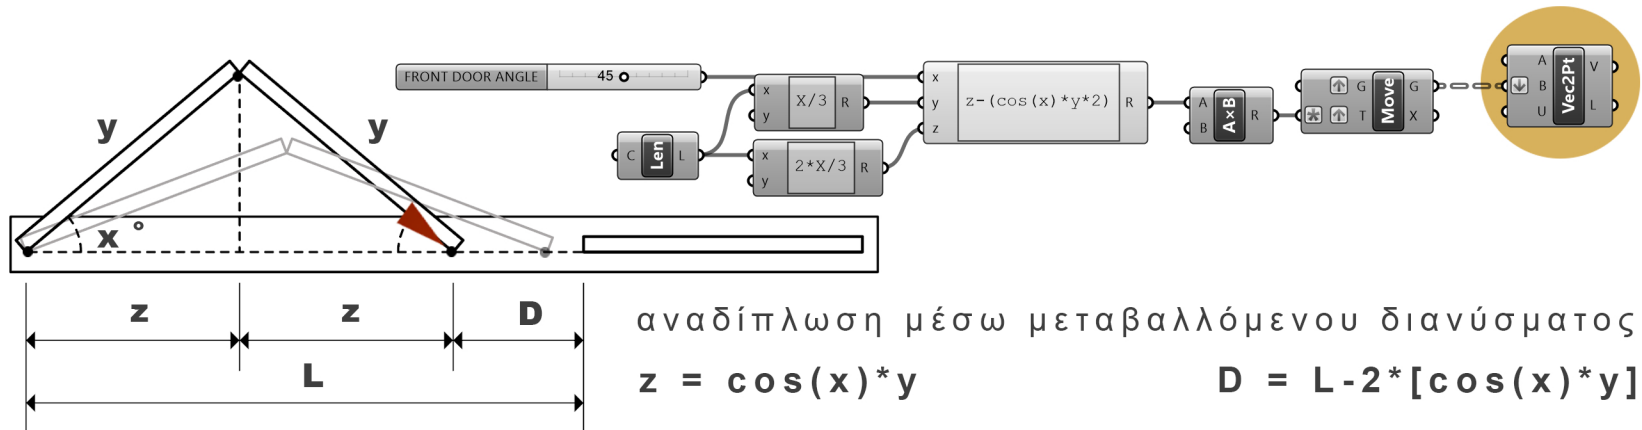 FRONT DOOR ANGLE 45
x y X/3 R
C Len L
x y 2*X/3 R
x y z z-(cos(x)*y*2) R
A B A×B R
G T Move G X
A B U Vec2Pt V L
y y
x °
z z D
L
αναδίπλωση μέσω μεταβαλλόμενου διανύσματος
z = cos(x)*y D = L-2*[cos(x)*y]